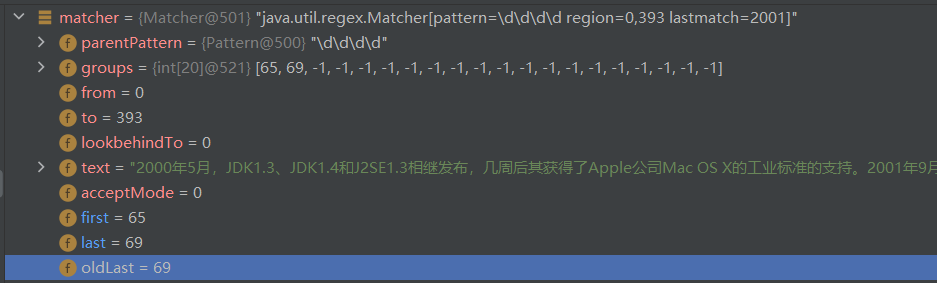 matcher = {Matcher@501} "java.util.regex.Matcher[pattern=\d\d\d\d region=0,393 lastmatch=2001]"
f parentPattern = {Pattern@500} "\d\d\d\d"
f groups = {int[20]@521} [65, 69, -1, -1, -1, -1, -1, -1, -1, -1, -1, -1, -1, -1, -1, -1, -1, -1, -1, -1]
f from = 0
f to = 393
f lookbehindTo = 0
f text = "2000年5月，JDK1.3、JDK1.4和J2SE1.3相继发布，几周后其获得了Apple公司Mac OS X的工业标准的支持。2001年9月
f acceptMode = 0
f first = 65
f last = 69
f oldLast = 69